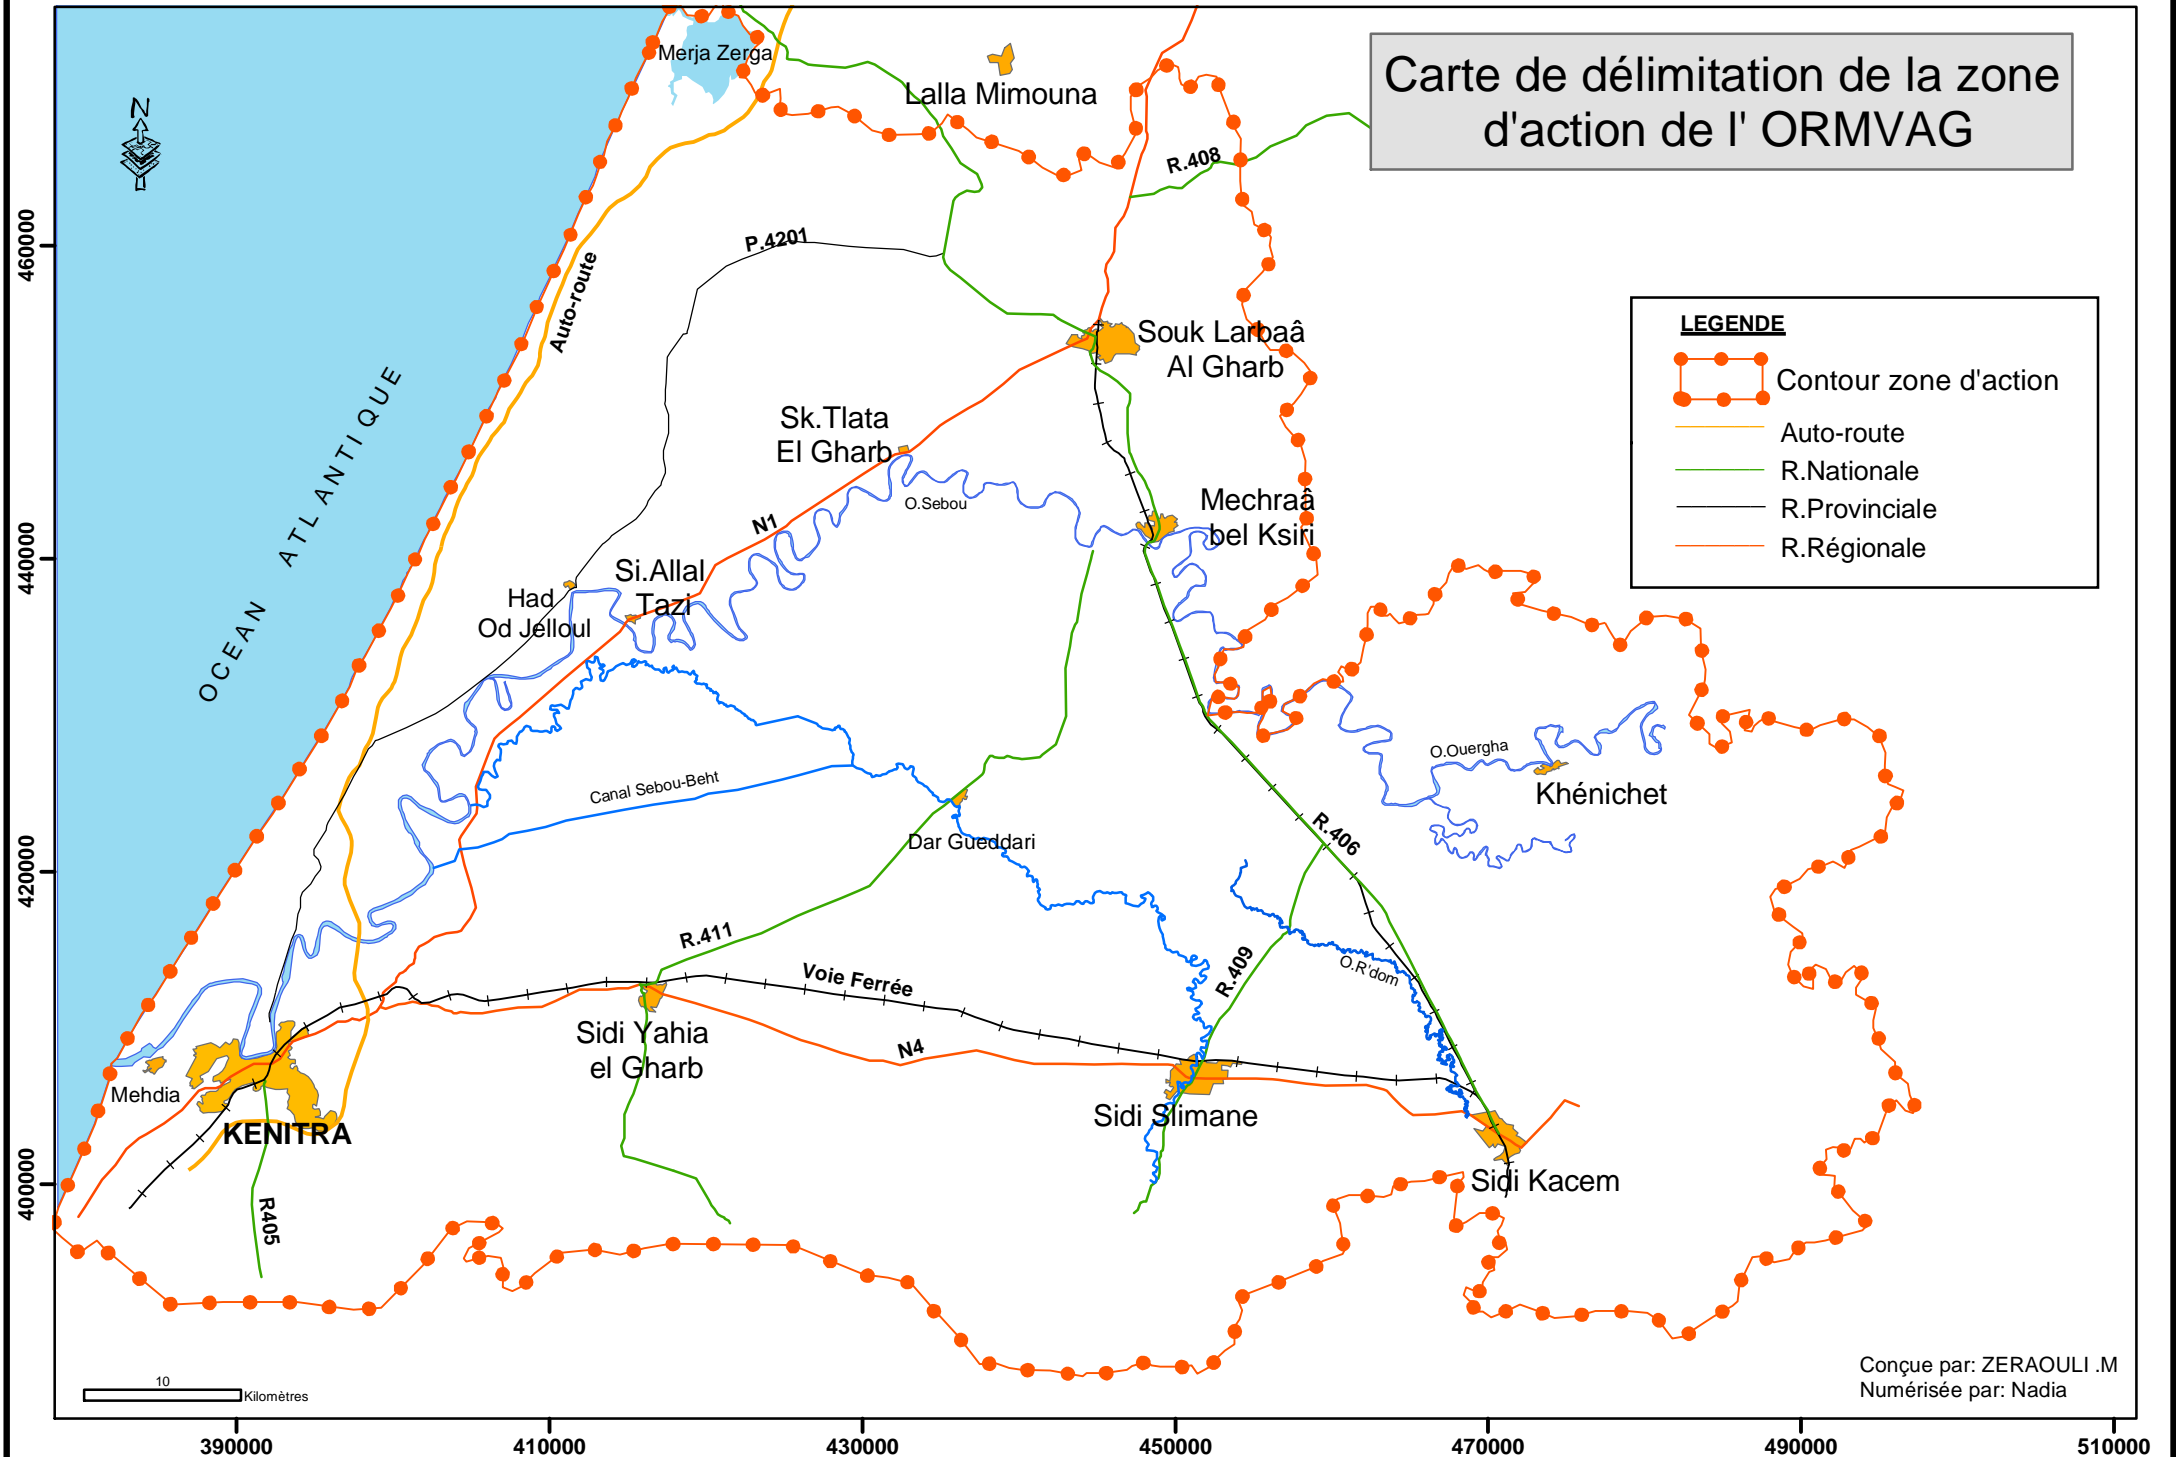 Carte de délimitation de la zone
d'action de l' ORMVAG
N
Merja Zerga
Lalla Mimouna
R.408
P.4201
Auto-route
OCEAN ATLANTIQUE
Souk Larbaâ
Al Gharb
Sk.Tlata
El Gharb
O.Sebou
N1
Mechraâ
bel Ksiri
Si.Allal
Tazi
Had
Od Jelloul
Canal Sebou-Beht
Dar Gueddari
O.Ouergha
Khénichet
R.406
R.411
R.409
O.R'dom
Voie Ferrée
N4
Sidi Yahia
el Gharb
Sidi Slimane
Sidi Kacem
Mehdia
KENITRA
R405
LEGENDE
Contour zone d'action
Auto-route
R.Nationale
R.Provinciale
R.Régionale
10
Kilomètres
Conçue par: ZERAOULI .M
Numérisée par: Nadia
460000
440000
420000
400000
390000 410000 430000 450000 470000 490000 510000